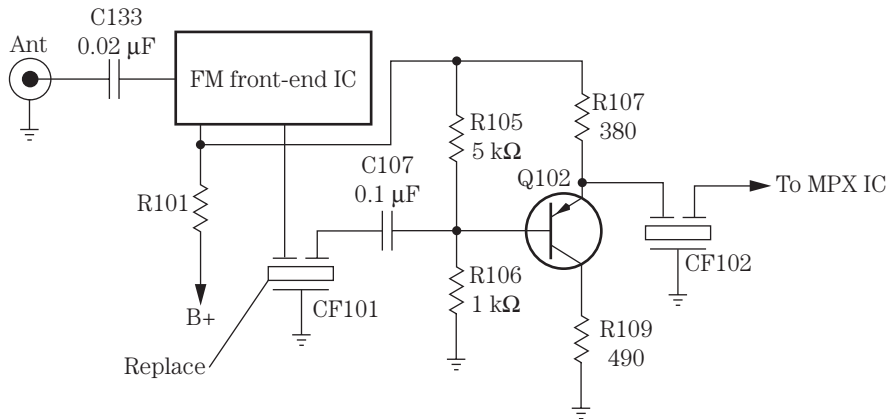 C133
0.02 µF
Ant
FM front-end IC
R107
380
R105
5 kΩ
C107
0.1 µF
Q102
R101
To MPX IC
CF102
R106
1 kΩ
CF101
B+
R109
490
Replace